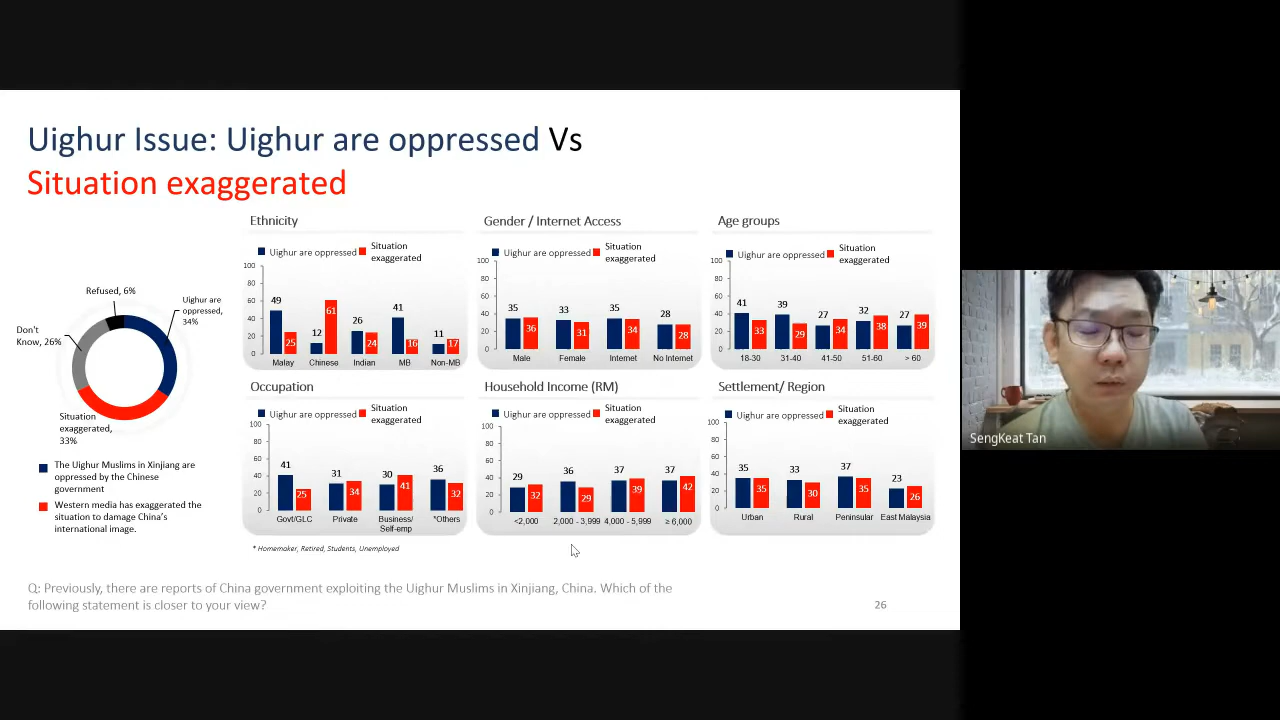 Uighur Issue: Uighur are oppressed Vs
Situation exaggerated
Refused, 6%
Uighur are
oppressed,
34%
Don't
Know, 26%
Situation
exaggerated,
33%
The Uighur Muslims in Xinjiang are
oppressed by the Chinese
government
Western media has exaggerated the
situation to damage China's
international image.
Ethnicity
Uighur are oppressed
Situation
exaggerated
100
80
60
40
20
0
49
25
12
61
26
24
41
16
11
17
Malay
Chinese
Indian
MB
Non-MB
Gender / Internet Access
Uighur are oppressed
Situation
exaggerated
100
80
60
40
20
0
35
36
33
31
35
34
28
28
Male
Female
Internet
No Internet
Age groups
Uighur are oppressed
Situation
exaggerated
100
80
60
40
20
0
41
33
39
29
27
34
32
38
27
39
18-30
31-40
41-50
51-60
> 60
Occupation
Uighur are oppressed
Situation
exaggerated
100
80
60
40
20
0
41
25
31
34
30
41
36
32
Govt/GLC
Private
Business/
Self-emp
*Others
Household Income (RM)
Uighur are oppressed
Situation
exaggerated
100
80
60
40
20
0
29
32
36
29
37
39
37
42
<2,000
2,000 - 3,999
4,000 - 5,999
≥ 6,000
Settlement/ Region
Uighur are oppressed
Situation
exaggerated
100
80
60
40
20
0
35
35
33
30
37
35
23
26
Urban
Rural
Peninsular
East Malaysia
* Homemaker, Retired, Students, Unemployed
Q: Previously, there are reports of China government exploiting the Uighur Muslims in Xinjiang, China. Which of the
following statement is closer to your view?
26
SengKeat Tan